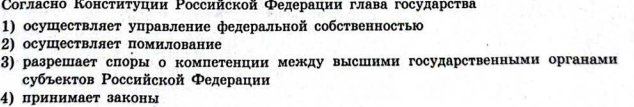 Согласно Конституции Российской Федерации глава государства
1) осуществляет управление федеральной собственностью
2) осуществляет помилование
3) разрешает споры о компетенции между высшими государственными органами
субъектов Российской Федерации
4) принимает законы